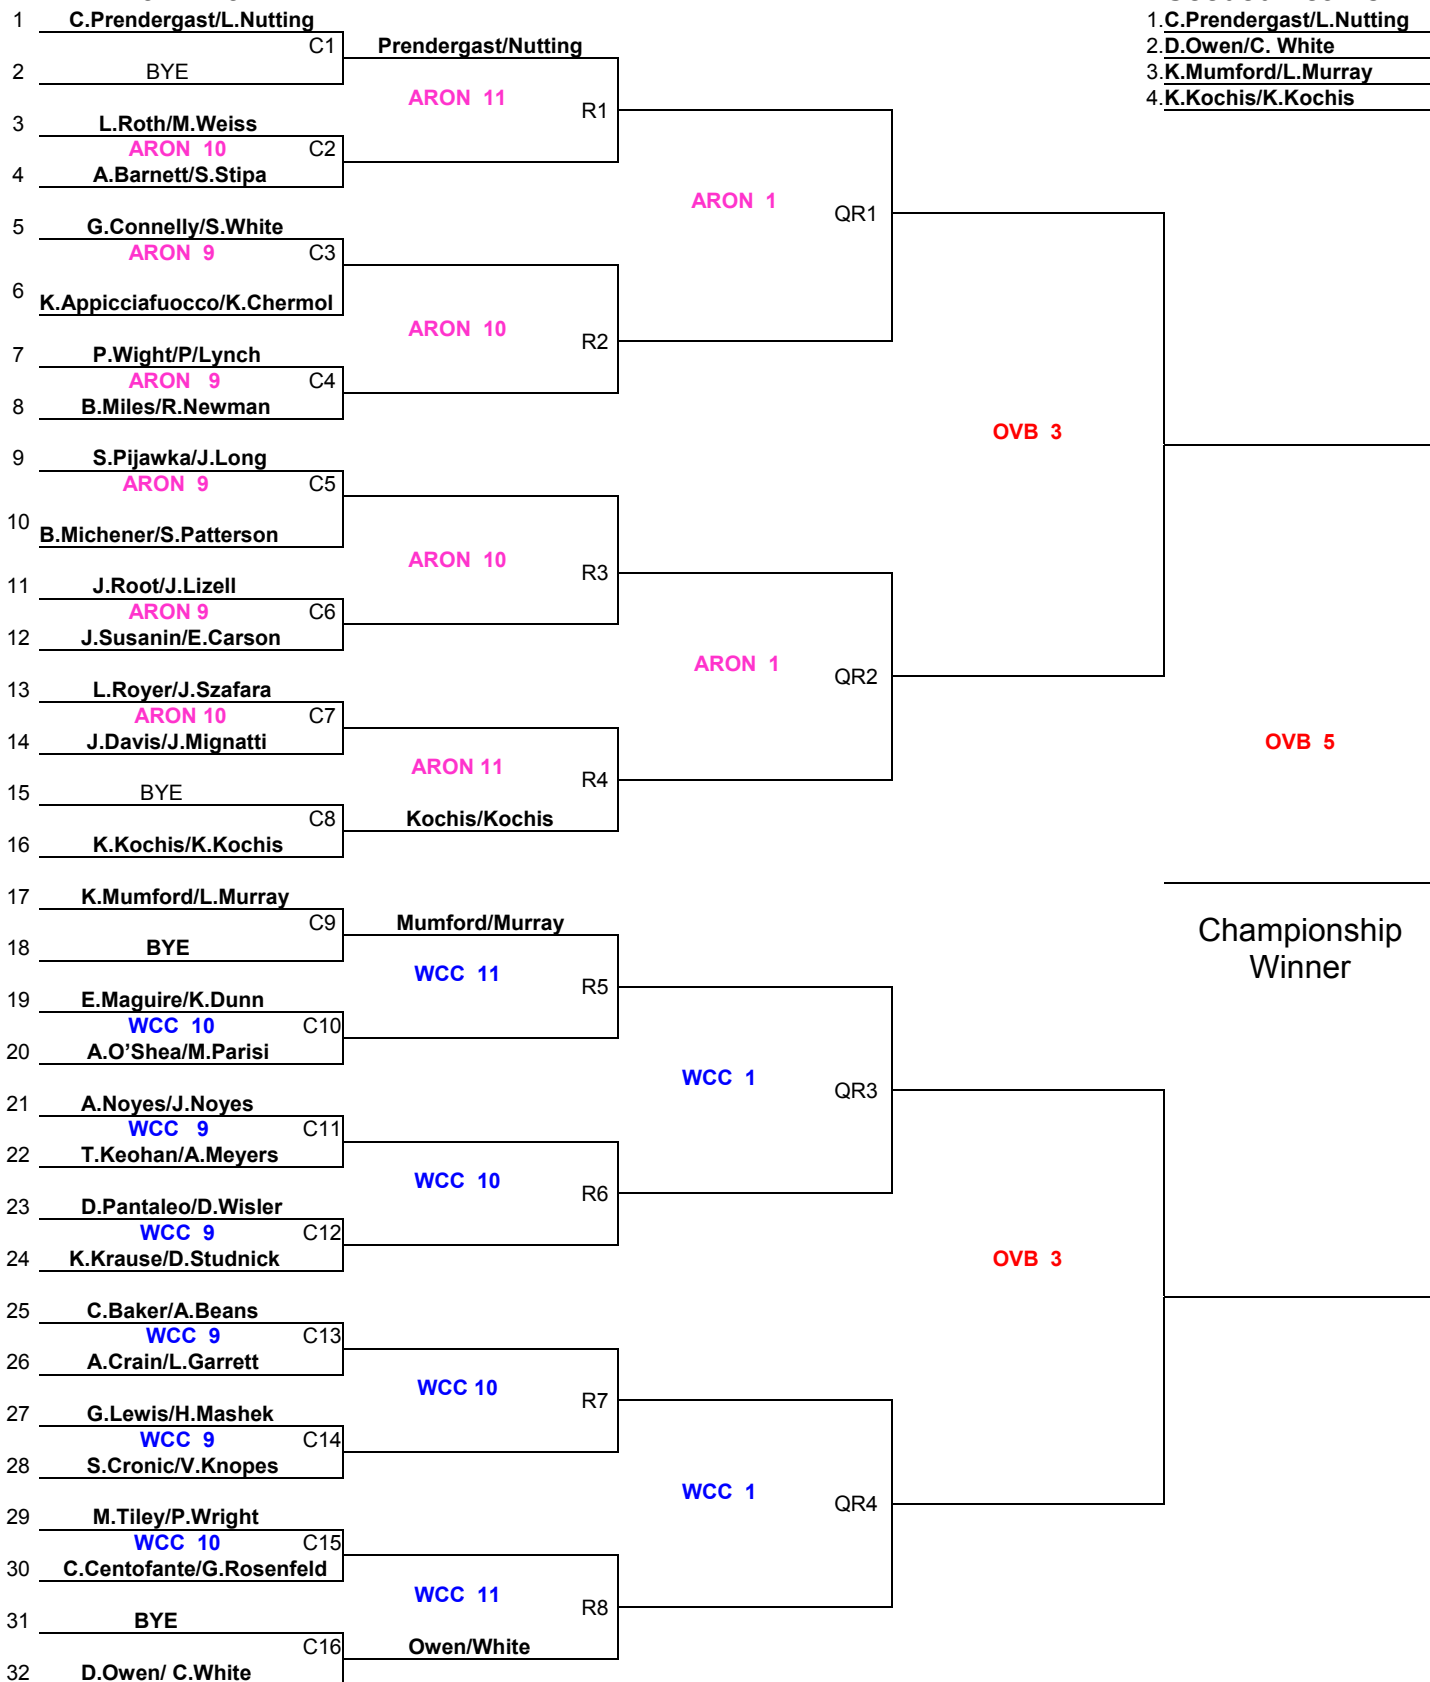 1 C.Prendergast/L.Nutting
1.C.Prendergast/L.Nutting
C1 Prendergast/Nutting
2.D.Owen/C. White
2 BYE
3.K.Mumford/L.Murray
ARON 11
R1
4.K.Kochis/K.Kochis
3 L.Roth/M.Weiss
ARON 10 C2
4 A.Barnett/S.Stipa
ARON 1
QR1
5 G.Connelly/S.White
ARON 9 C3
6 K.Appicciafuocco/K.Chermol
ARON 10
R2
7 P.Wight/P/Lynch
ARON 9 C4
8 B.Miles/R.Newman
OVB 3
9 S.Pijawka/J.Long
ARON 9 C5
10 B.Michener/S.Patterson
ARON 10
R3
11 J.Root/J.Lizell
ARON 9 C6
12 J.Susanin/E.Carson
ARON 1
QR2
13 L.Royer/J.Szafara
ARON 10 C7
14 J.Davis/J.Mignatti
OVB 5
ARON 11
R4
15 BYE
C8 Kochis/Kochis
16 K.Kochis/K.Kochis
17 K.Mumford/L.Murray
C9 Mumford/Murray
18 BYE
Championship
Winner
WCC 11
R5
19 E.Maguire/K.Dunn
WCC 10 C10
20 A.O'Shea/M.Parisi
WCC 1
QR3
21 A.Noyes/J.Noyes
WCC 9 C11
22 T.Keohan/A.Meyers
WCC 10
R6
23 D.Pantaleo/D.Wisler
WCC 9 C12
24 K.Krause/D.Studnick
OVB 3
25 C.Baker/A.Beans
WCC 9 C13
26 A.Crain/L.Garrett
WCC 10
R7
27 G.Lewis/H.Mashek
WCC 9 C14
28 S.Cronic/V.Knopes
WCC 1
QR4
29 M.Tiley/P.Wright
WCC 10 C15
30 C.Centofante/G.Rosenfeld
WCC 11
R8
31 BYE
C16 Owen/White
32 D.Owen/ C.White